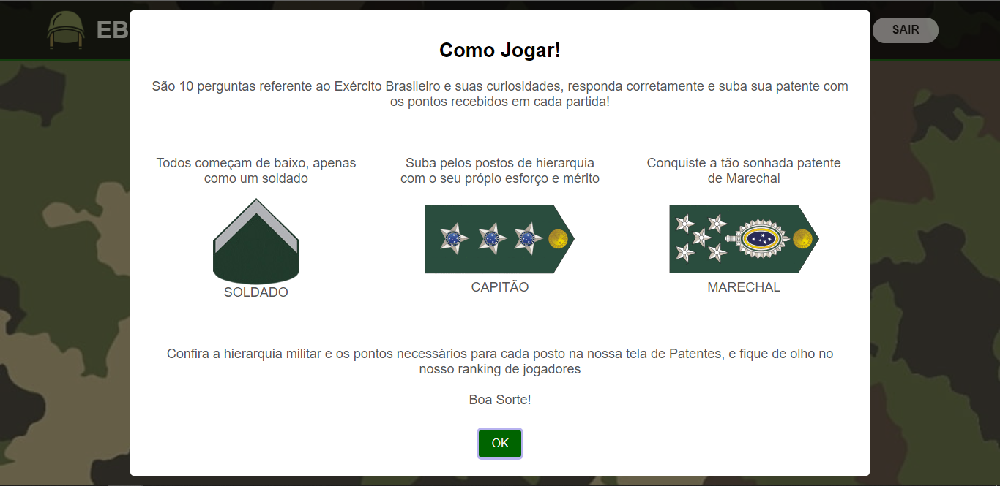 SAIR
Como Jogar!
São 10 perguntas referente ao Exército Brasileiro e suas curiosidades, responda corretamente e suba sua patente com
os pontos recebidos em cada partida!
Todos começam de baixo, apenas
como um soldado
SOLDADO
Suba pelos postos de hierarquia
com o seu própio esforço e mérito
CAPITÃO
Conquiste a tão sonhada patente
de Marechal
MARECHAL
Confira a hierarquia militar e os pontos necessários para cada posto na nossa tela de Patentes, e fique de olho no
nosso ranking de jogadores
Boa Sorte!
OK